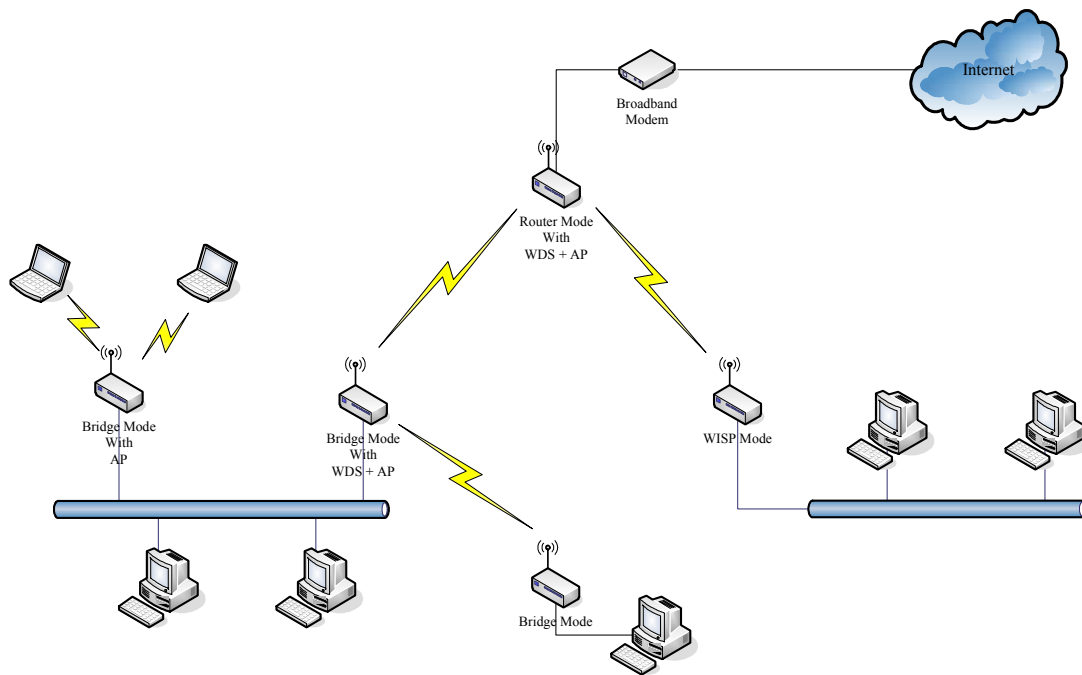 Internet
Broadband
Modem
Router Mode
With
WDS + AP
Bridge Mode
With
AP
Bridge Mode
With
WDS + AP
WISP Mode
Bridge Mode